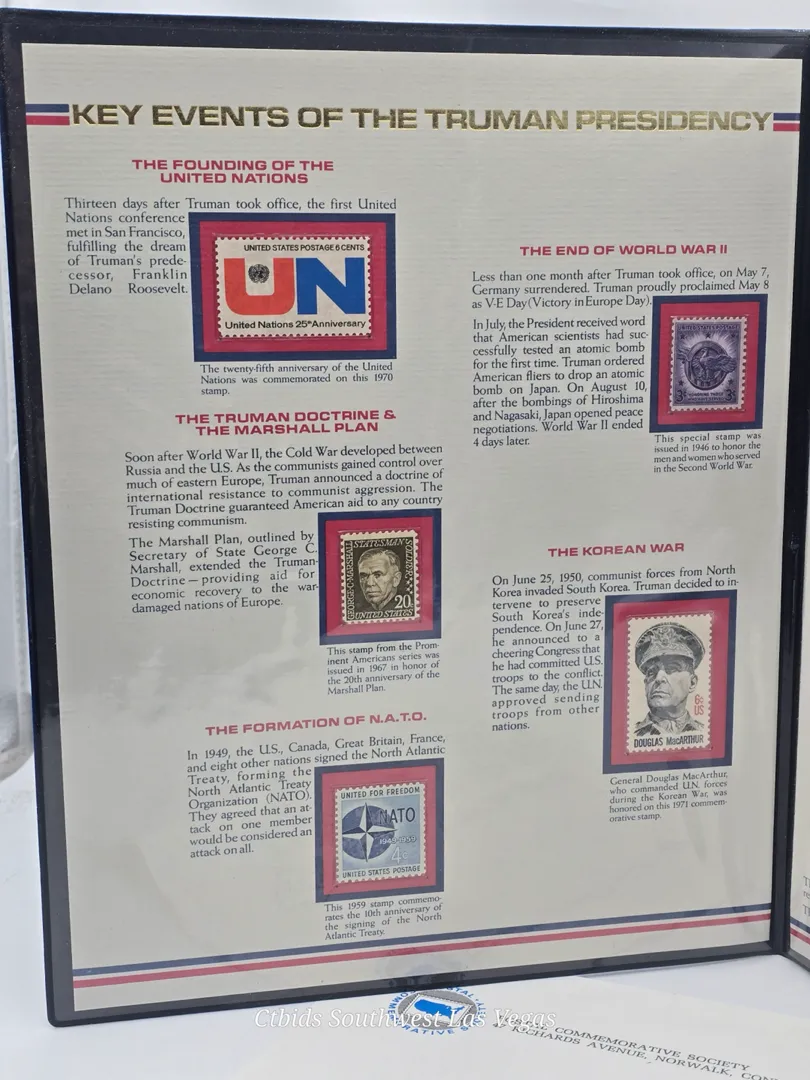 KEY EVENTS OF THE TRUMAN PRESIDENCY
THE FOUNDING OF THE
UNITED NATIONS
Thirteen days after Truman took office, the first United
Nations conference
met in San Francisco,
fulfilling the dream
of Truman's prede-
cessor, Franklin
Delano Roosevelt.
UNITED STATES POSTAGE 6 CENTS
UN
United Nations 25th Anniversary
The twenty-fifth anniversary of the United
Nations was commemorated on this 1970
stamp.
THE TRUMAN DOCTRINE &
THE MARSHALL PLAN
Soon after World War II, the Cold War developed between
Russia and the U.S. As the communists gained control over
much of eastern Europe, Truman announced a doctrine of
international resistance to communist aggression. The
Truman Doctrine guaranteed American aid to any country
resisting communism.
The Marshall Plan, outlined by
Secretary of State George C.
Marshall, extended the Truman
Doctrine — providing aid for
economic recovery to the war-
damaged nations of Europe.
GEORGE C. MARSHALL
STATESMAN
SOLDIER
20c
UNITED STATES
This stamp from the Prom-
inent Americans series was
issued in 1967 in honor of
the 20th anniversary of the
Marshall Plan.
THE FORMATION OF N.A.T.O.
In 1949, the U.S., Canada, Great Britain, France,
and eight other nations signed the North Atlantic
Treaty, forming the
North Atlantic Treaty
Organization (NATO).
They agreed that an at-
tack on one member
would be considered an
attack on all.
UNITED FOR FREEDOM
NATO
1949-1959
4c
UNITED STATES POSTAGE
This 1959 stamp commemo-
rates the 10th anniversary of
the signing of the North
Atlantic Treaty.
THE END OF WORLD WAR II
Less than one month after Truman took office, on May 7,
Germany surrendered. Truman proudly proclaimed May 8
as V-E Day (Victory in Europe Day).
In July, the President received word
that American scientists had suc-
cessfully tested an atomic bomb
for the first time. Truman ordered
American fliers to drop an atomic
bomb on Japan. On August 10,
after the bombings of Hiroshima
and Nagasaki, Japan opened peace
negotiations. World War II ended
4 days later.
UNITED STATES POSTAGE
3c
3c
This special stamp was
issued in 1946 to honor the
men and women who served
in the Second World War.
THE KOREAN WAR
On June 25, 1950, communist forces from North
Korea invaded South Korea. Truman decided to in-
tervene to preserve
South Korea's inde-
pendence. On June 27,
he announced to a
cheering Congress that
he had committed U.S.
troops to the conflict.
The same day, the U.N.
approved sending
troops from other
nations.
6c
US
DOUGLAS MacARTHUR
General Douglas MacArthur,
who commanded U.N. forces
during the Korean War, was
honored on this 1971 commem-
orative stamp.
Ctbids Southwest Las Vegas
COMMEMORATIVE SOCIETY
RICHARDS AVENUE, NORWALK, CON